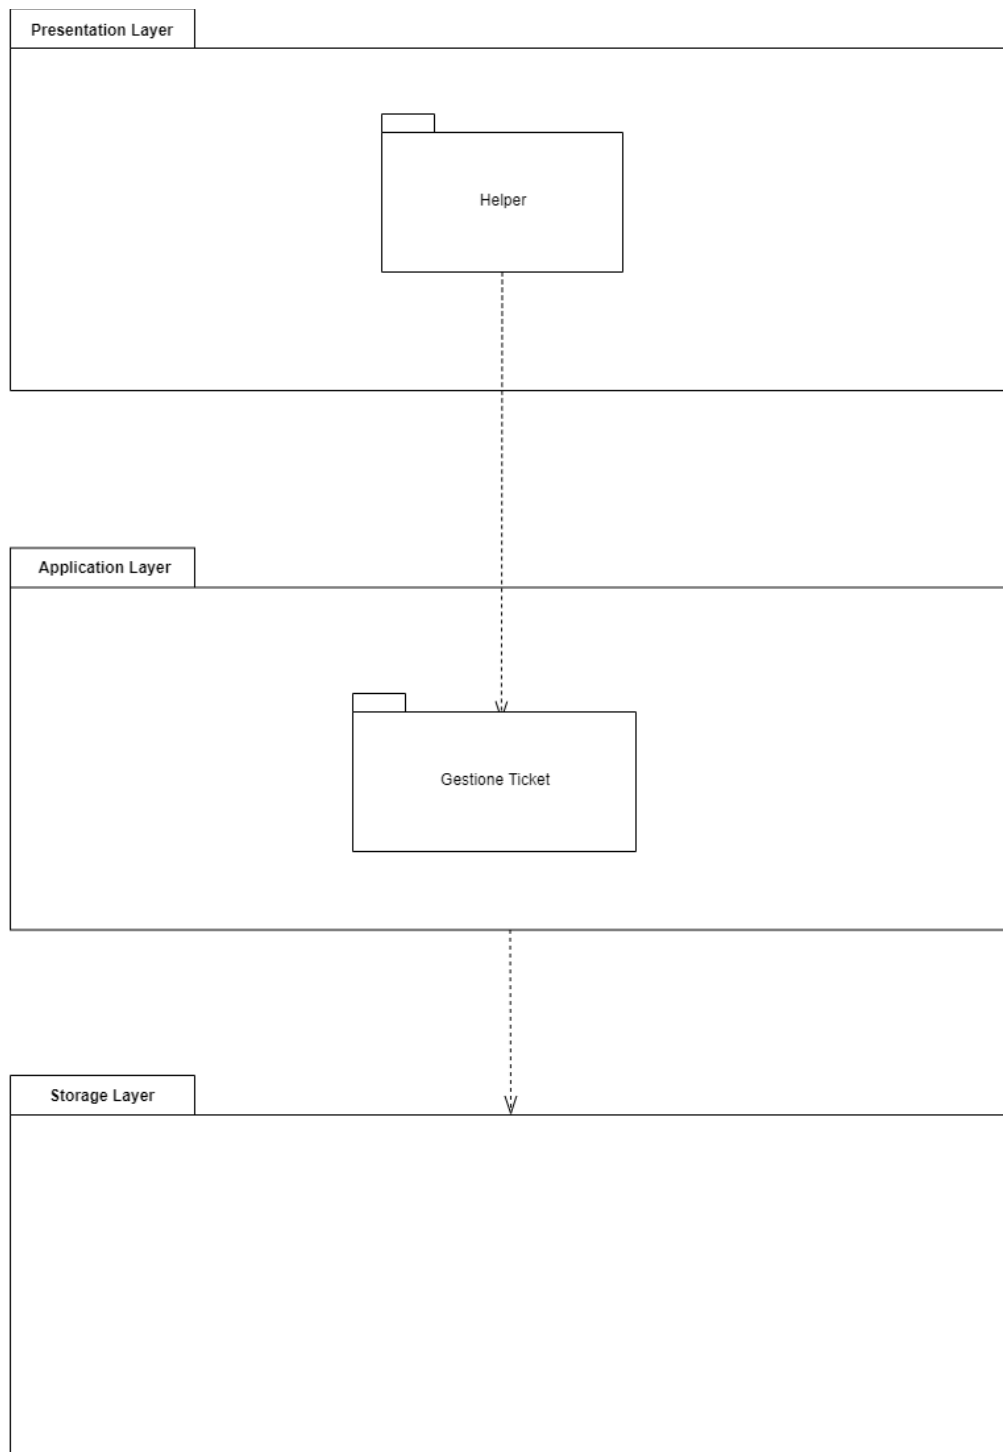 Presentation Layer
Helper
Application Layer
Gestione Ticket
Storage Layer